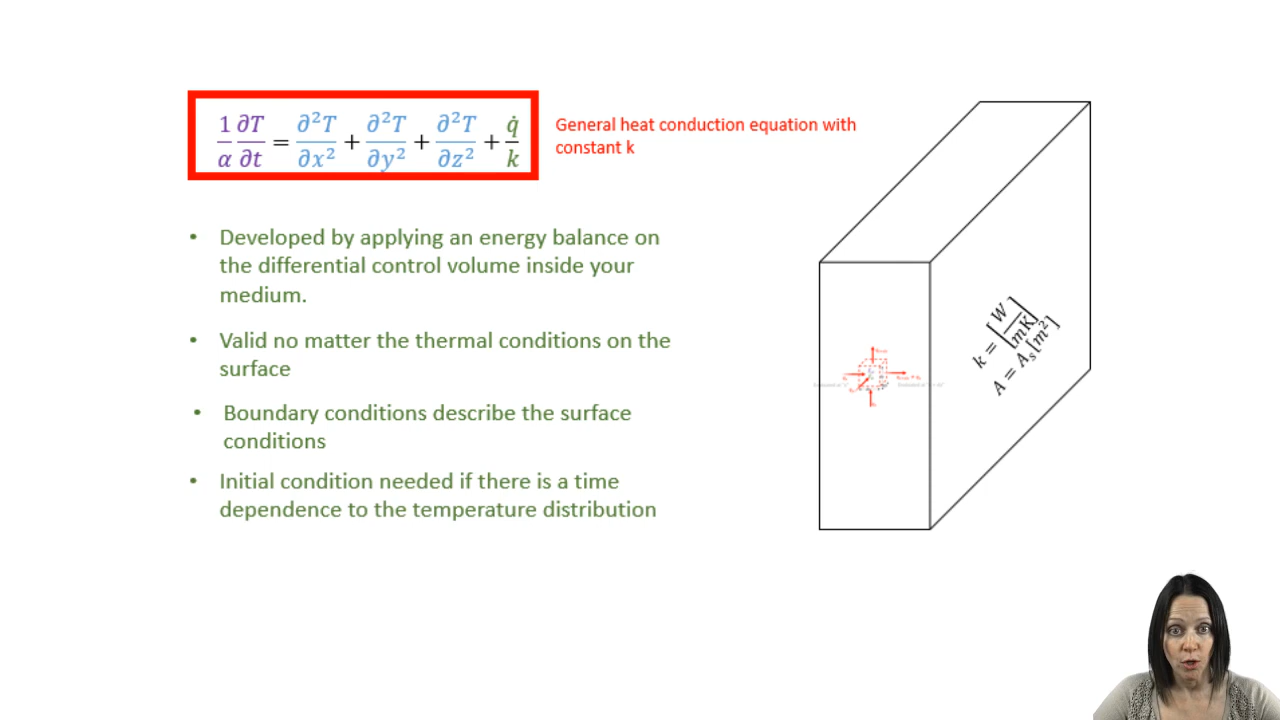 1/α ∂T/∂t = ∂²T/∂x² + ∂²T/∂y² + ∂²T/∂z² + q̇/k
General heat conduction equation with
constant k
• Developed by applying an energy balance on
the differential control volume inside your
medium.
• Valid no matter the thermal conditions on the
surface
• Boundary conditions describe the surface
conditions
• Initial condition needed if there is a time
dependence to the temperature distribution
k = [W/mK]
A = Aₛ[m²]